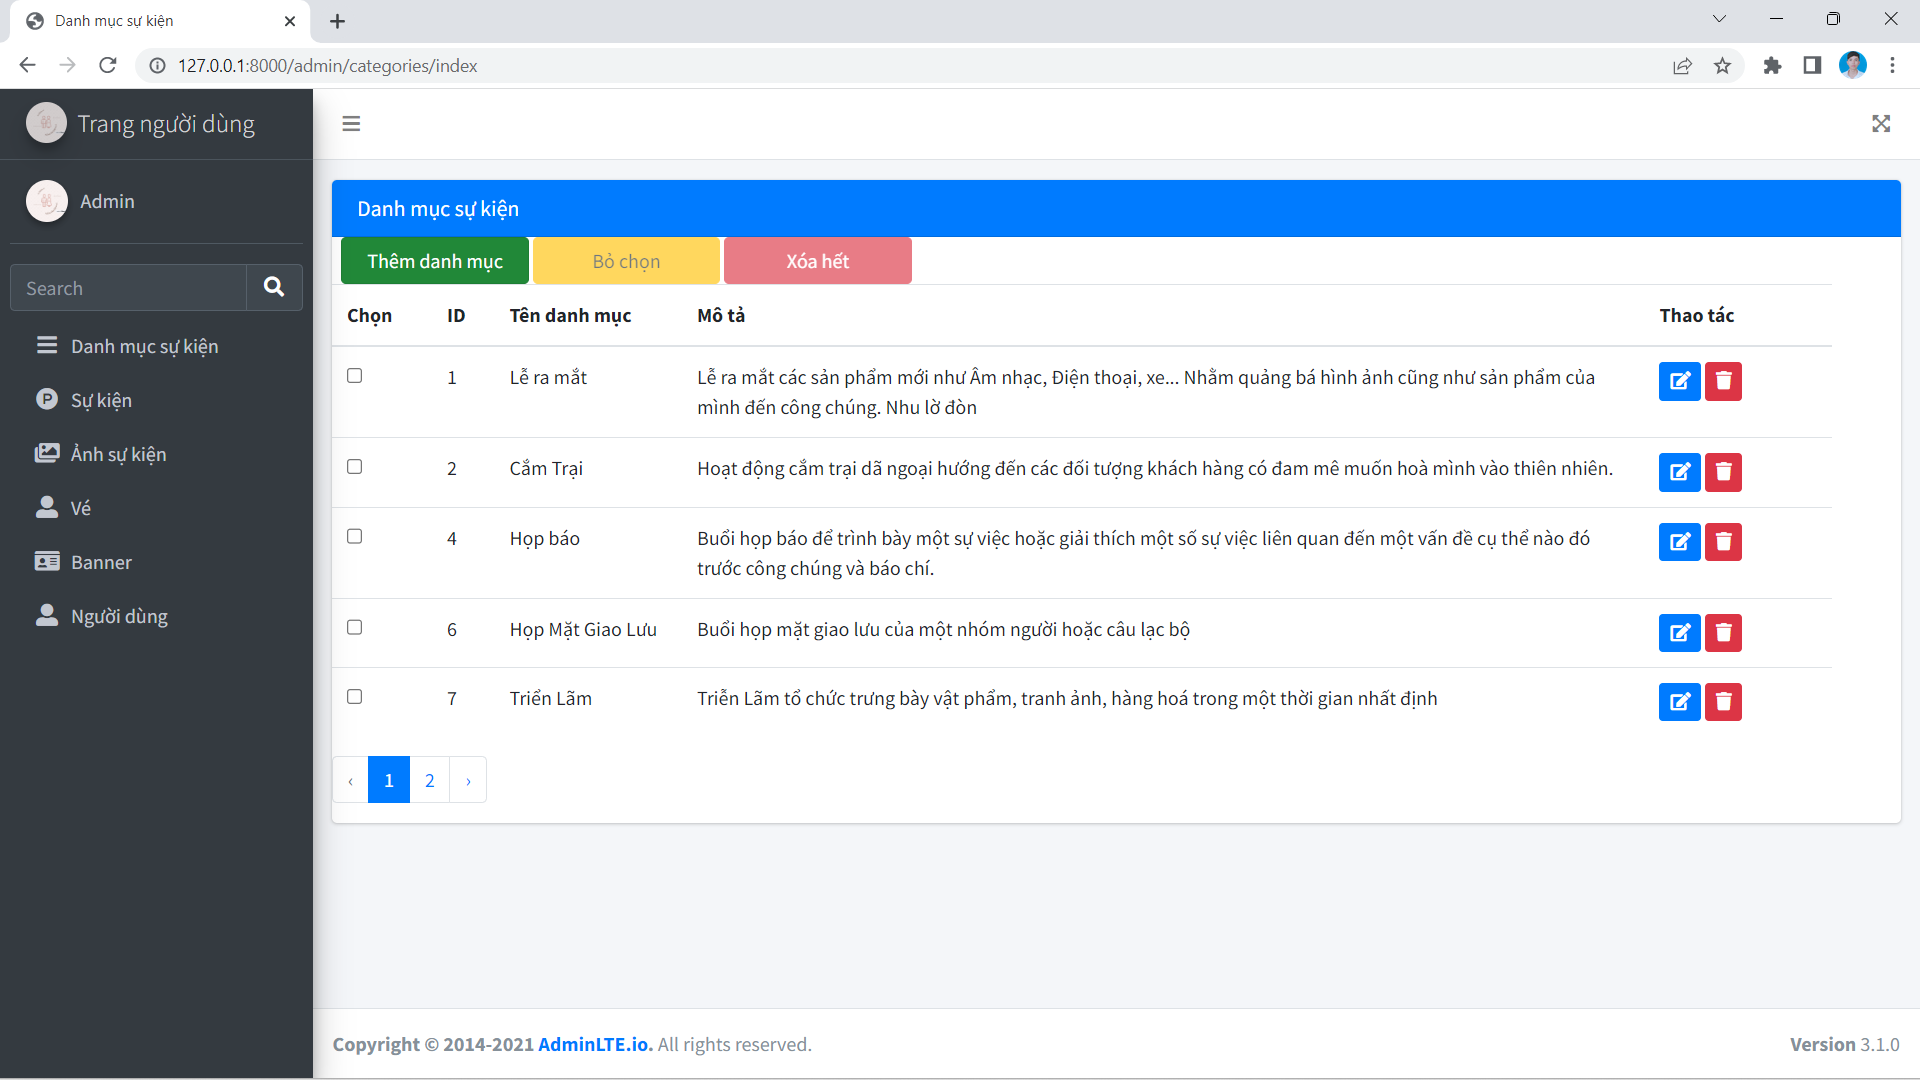 Danh mục sự kiện
127.0.0.1:8000/admin/categories/index
Trang người dùng
Admin
Search
Danh mục sự kiện
Sự kiện
Ảnh sự kiện
Vé
Banner
Người dùng
Danh mục sự kiện
Thêm danh mục Bỏ chọn Xóa hết
Chọn ID Tên danh mục Mô tả Thao tác
1 Lễ ra mắt Lễ ra mắt các sản phẩm mới như Âm nhạc, Điện thoại, xe... Nhằm quảng bá hình ảnh cũng như sản phẩm của
mình đến công chúng. Nhu lờ đòn
2 Cắm Trại Hoạt động cắm trại dã ngoại hướng đến các đối tượng khách hàng có đam mê muốn hoà mình vào thiên nhiên.
4 Họp báo Buổi họp báo để trình bày một sự việc hoặc giải thích một số sự việc liên quan đến một vấn đề cụ thể nào đó
trước công chúng và báo chí.
6 Họp Mặt Giao Lưu Buổi họp mặt giao lưu của một nhóm người hoặc câu lạc bộ
7 Triển Lãm Triễn Lãm tổ chức trưng bày vật phẩm, tranh ảnh, hàng hoá trong một thời gian nhất định
‹ 1 2 ›
Copyright © 2014-2021 AdminLTE.io. All rights reserved.
Version 3.1.0